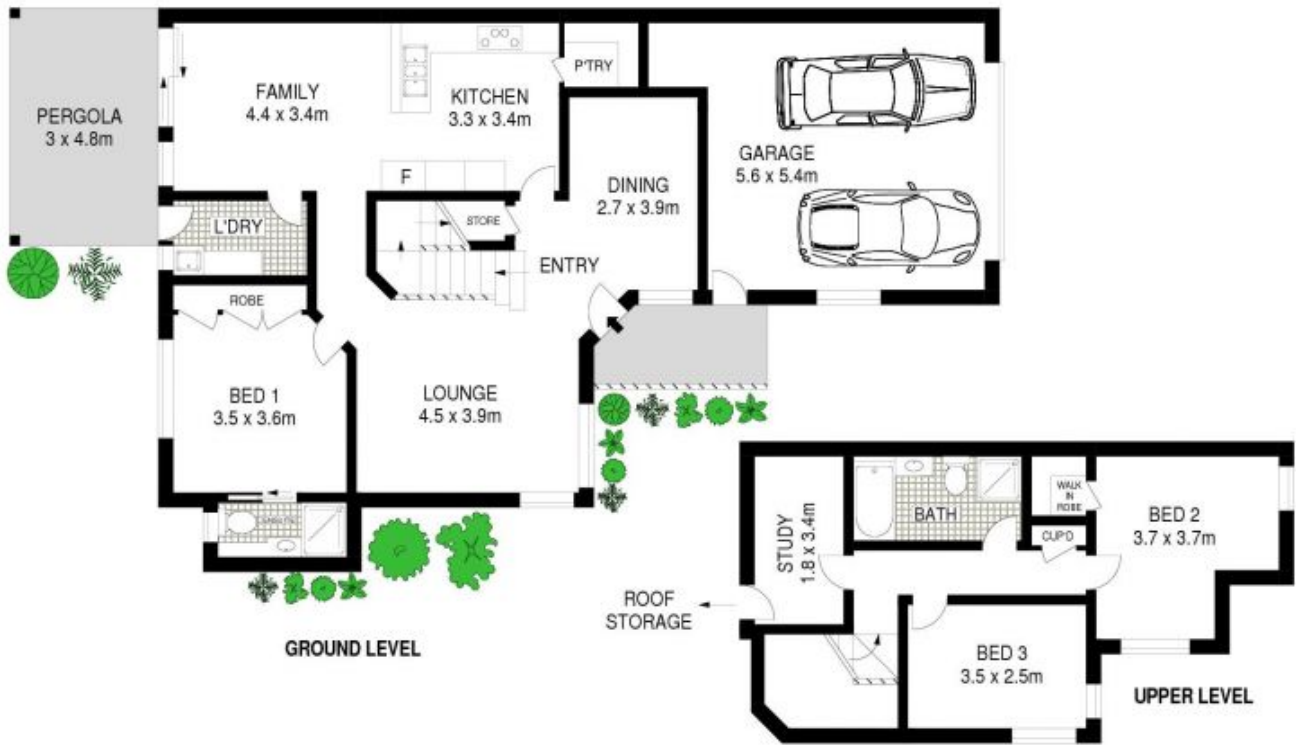 PERGOLA
3 x 4.8m
FAMILY
4.4 x 3.4m
KITCHEN
3.3 x 3.4m
P'TRY
GARAGE
5.6 x 5.4m
F
DINING
2.7 x 3.9m
L'DRY
STORE
ENTRY
ROBE
BED 1
3.5 x 3.6m
LOUNGE
4.5 x 3.9m
ENSUITE
GROUND LEVEL
STUDY
1.8 x 3.4m
BATH
WALK
IN
ROBE
CUP'D
BED 2
3.7 x 3.7m
ROOF
STORAGE
BED 3
3.5 x 2.5m
UPPER LEVEL